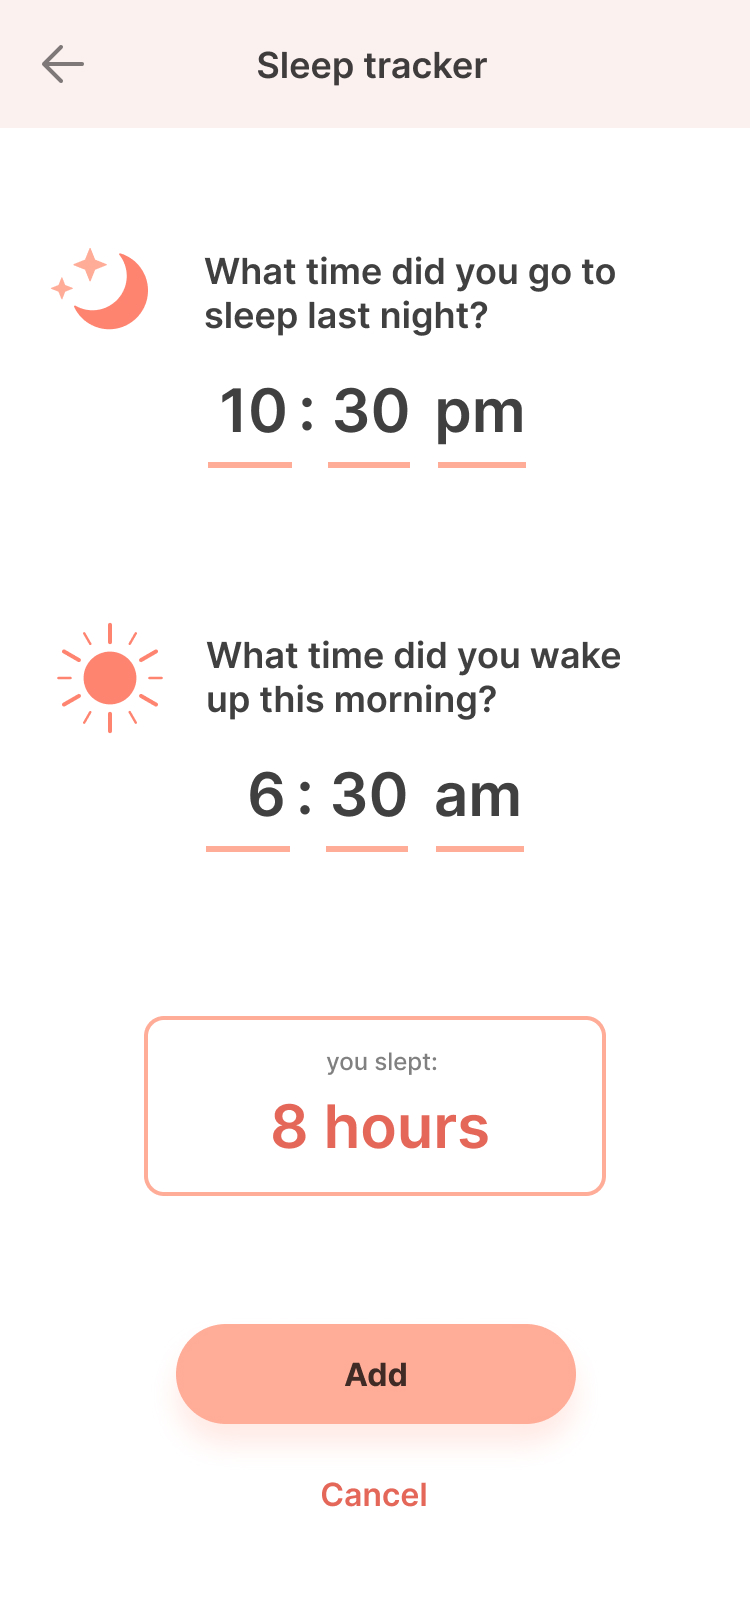 Sleep tracker
What time did you go to
sleep last night?
10 : 30 pm
What time did you wake
up this morning?
6 : 30 am
you slept:
8 hours
Add
Cancel